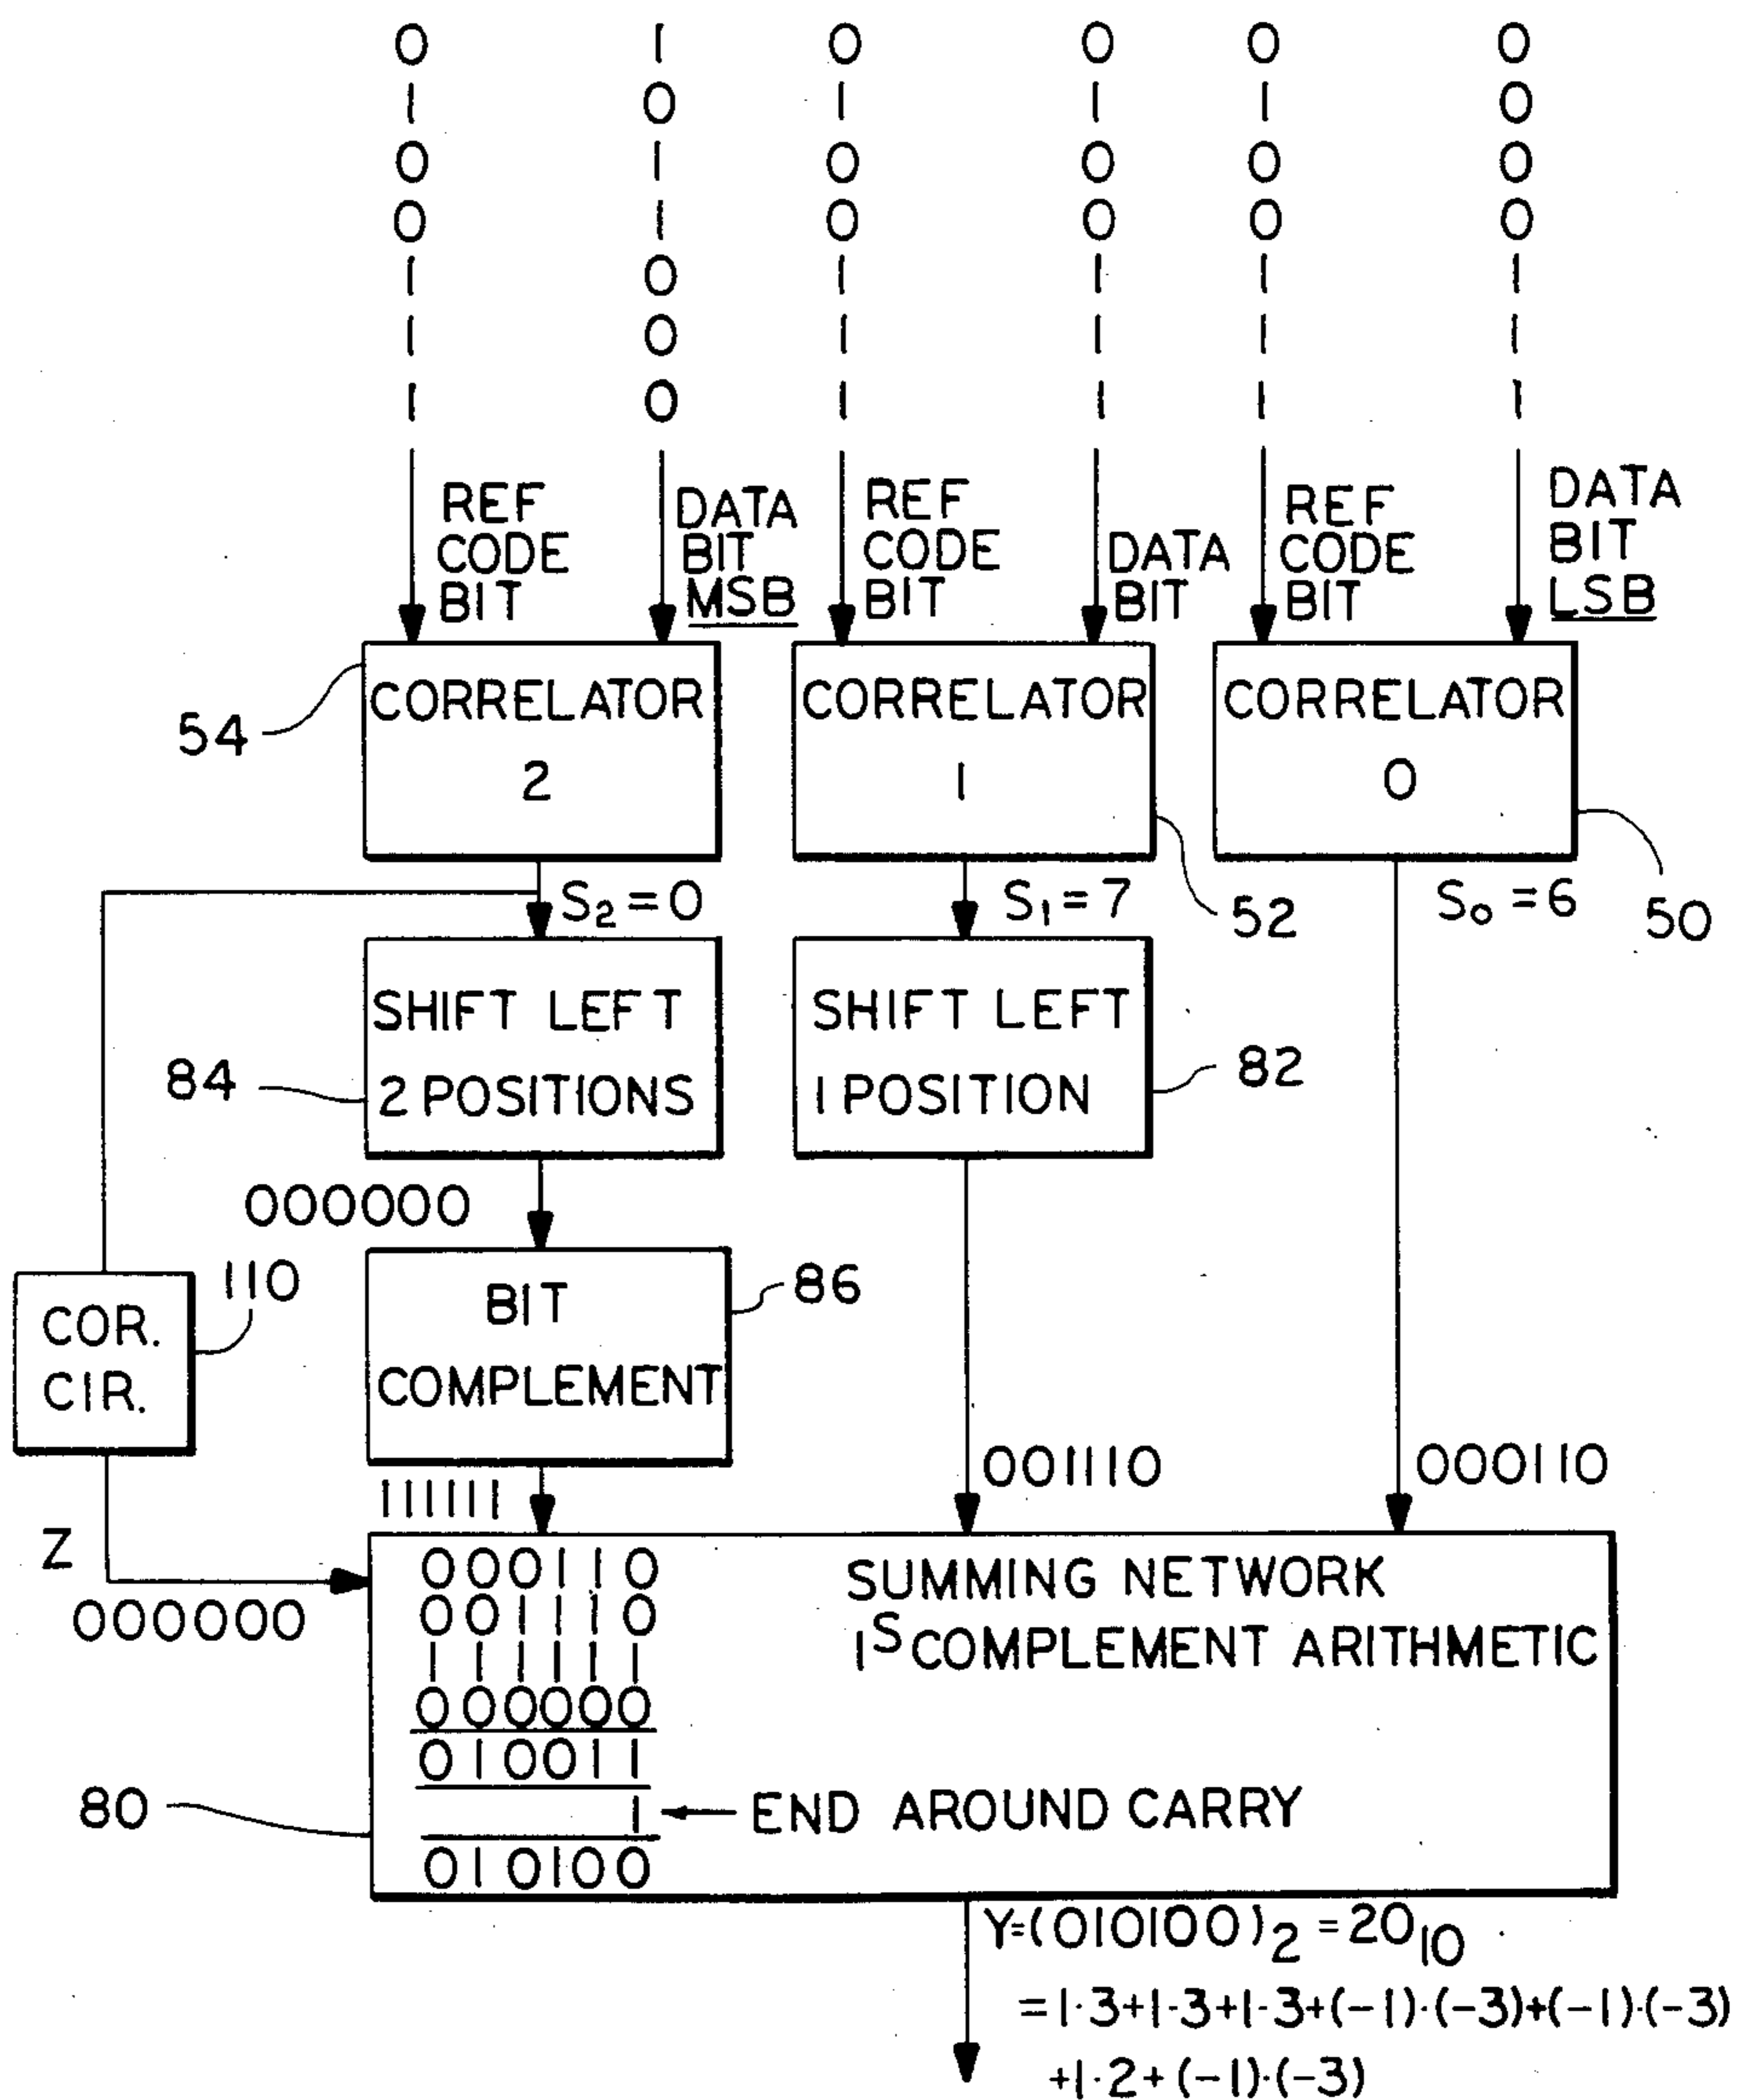 0 1 0 0 0 0
1 0 1 1 1 0
0 1 0 0 0 0
0 1 0 0 0 0
1 0 1 1 1 1
1 0 1 1 1 1
1 0 1 1 1 1
REF CODE BIT
DATA BIT MSB
REF CODE BIT
DATA BIT
REF CODE BIT
DATA BIT LSB
54
CORRELATOR
2
CORRELATOR
1
CORRELATOR
0
S2=0
S1=7
52
S0=6
50
84
SHIFT LEFT
2 POSITIONS
SHIFT LEFT
1 POSITION
82
000000
110
COR.
CIR.
BIT
COMPLEMENT
86
111111
001110
000110
Z
000000
000110
001110
111111
000000
010011
1 ← END AROUND CARRY
010100
SUMMING NETWORK
1S COMPLEMENT ARITHMETIC
80
Y=(010100)2 = 2010
=1·3+1·3+1·3+(-1)·(-3)+(-1)·(-3)
+1·2+(-1)·(-3)